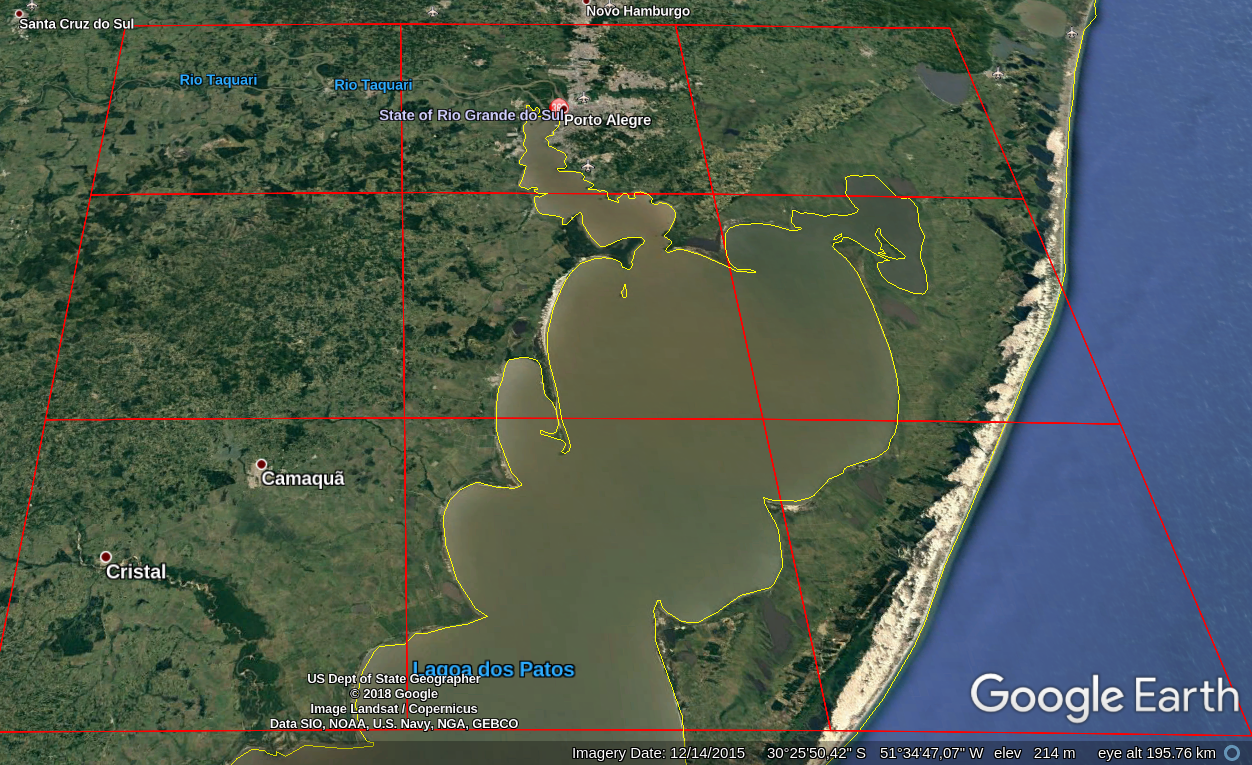 Santa Cruz do Sul
Novo Hamburgo
Rio Taquari
Rio Taquari
State of Rio Grande do Sul
Porto Alegre
Camaquã
Cristal
Lagoa dos Patos
US Dept of State Geographer
© 2018 Google
Image Landsat / Copernicus
Data SIO, NOAA, U.S. Navy, NGA, GEBCO
Google Earth
Imagery Date: 12/14/2015 30°25'50,42" S 51°34'47,07" W elev 214 m eye alt 195.76 km